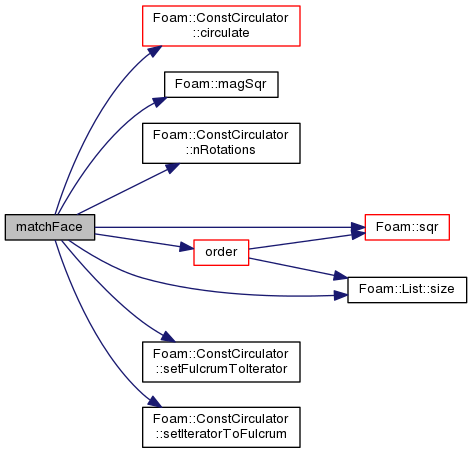 Foam::ConstCirculator
::circulate
Foam::magSqr
Foam::ConstCirculator
::nRotations
matchFace
Foam::sqr
order
Foam::List::size
Foam::ConstCirculator
::setFulcrumToIterator
Foam::ConstCirculator
::setIteratorToFulcrum